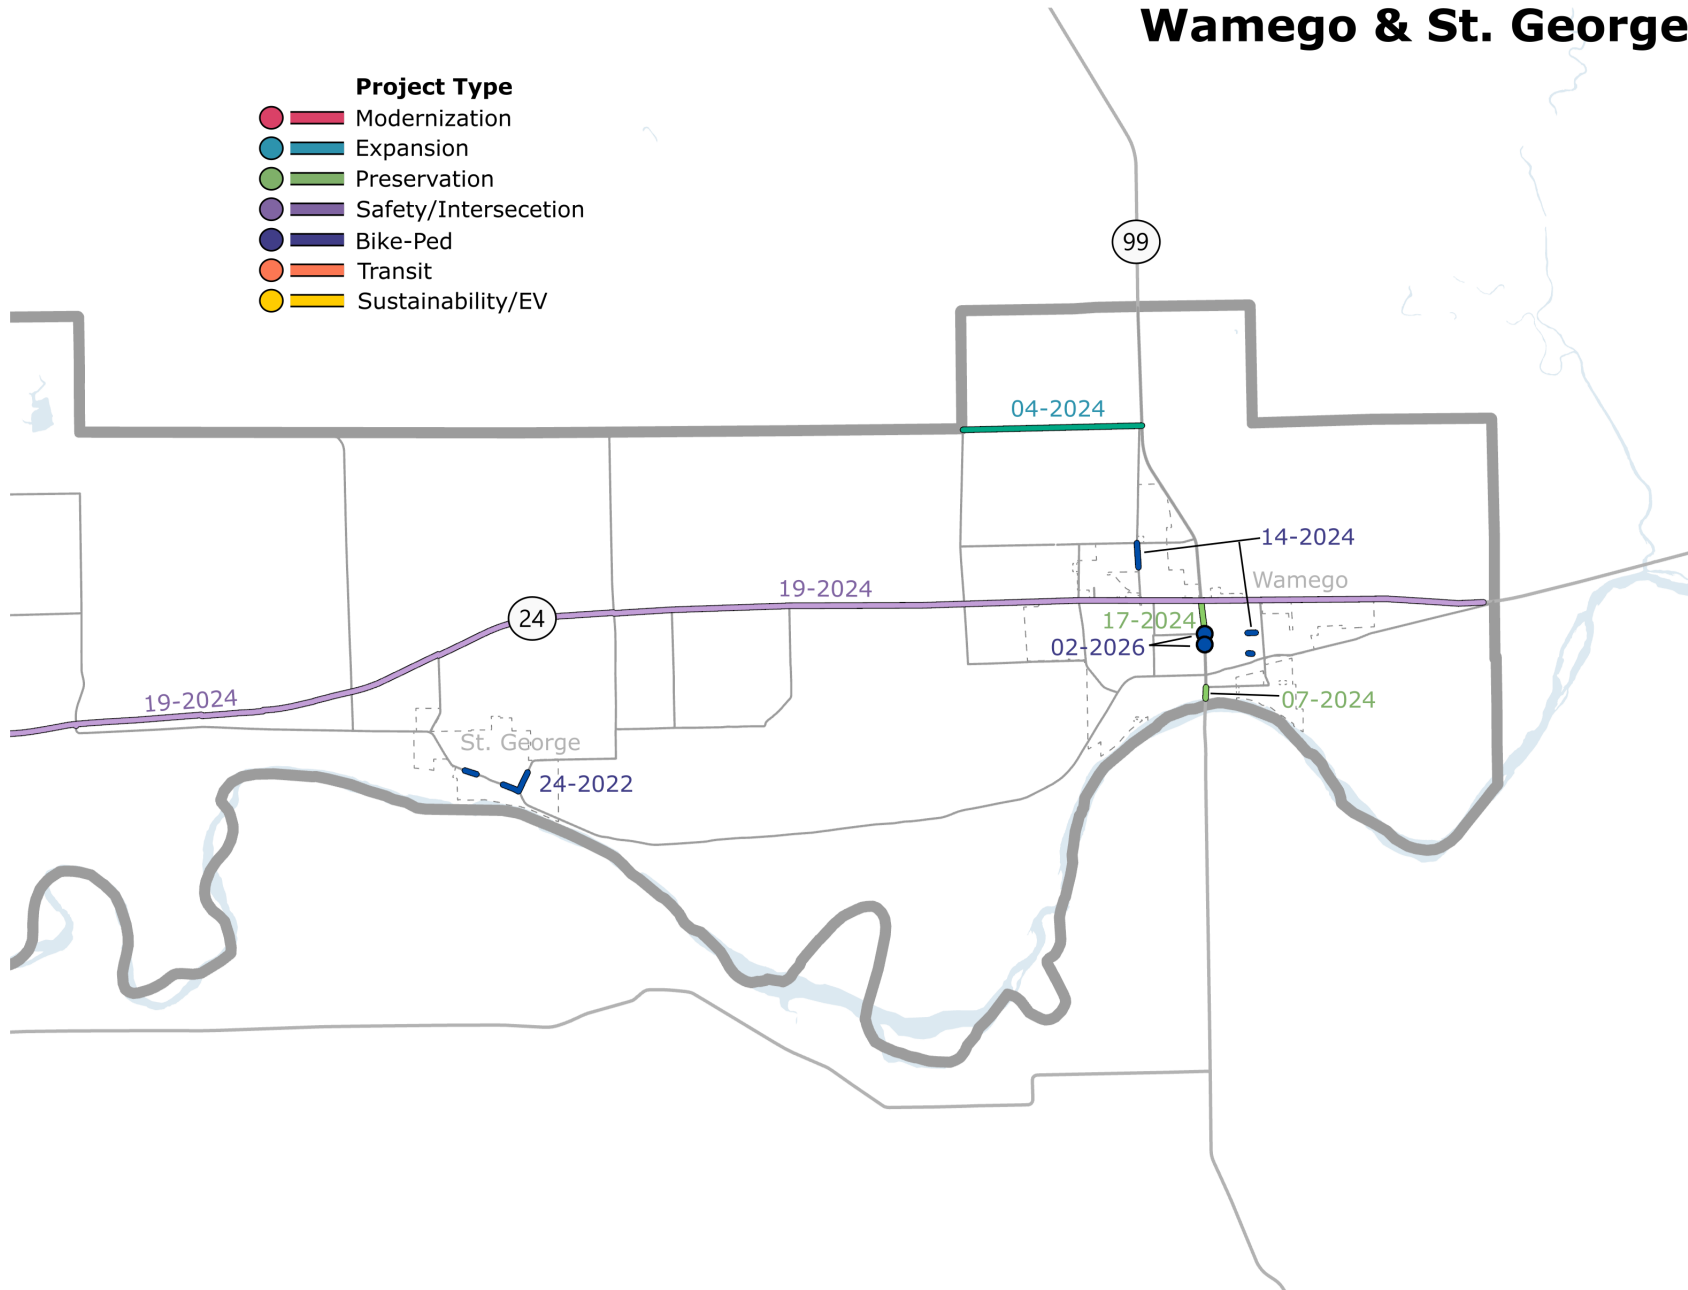 Wamego & St. George
Project Type
Modernization
Expansion
Preservation
Safety/Intersecetion
Bike-Ped
Transit
Sustainability/EV
99
04-2024
14-2024
Wamego
19-2024
24
17-2024
02-2026
19-2024
07-2024
St. George
24-2022